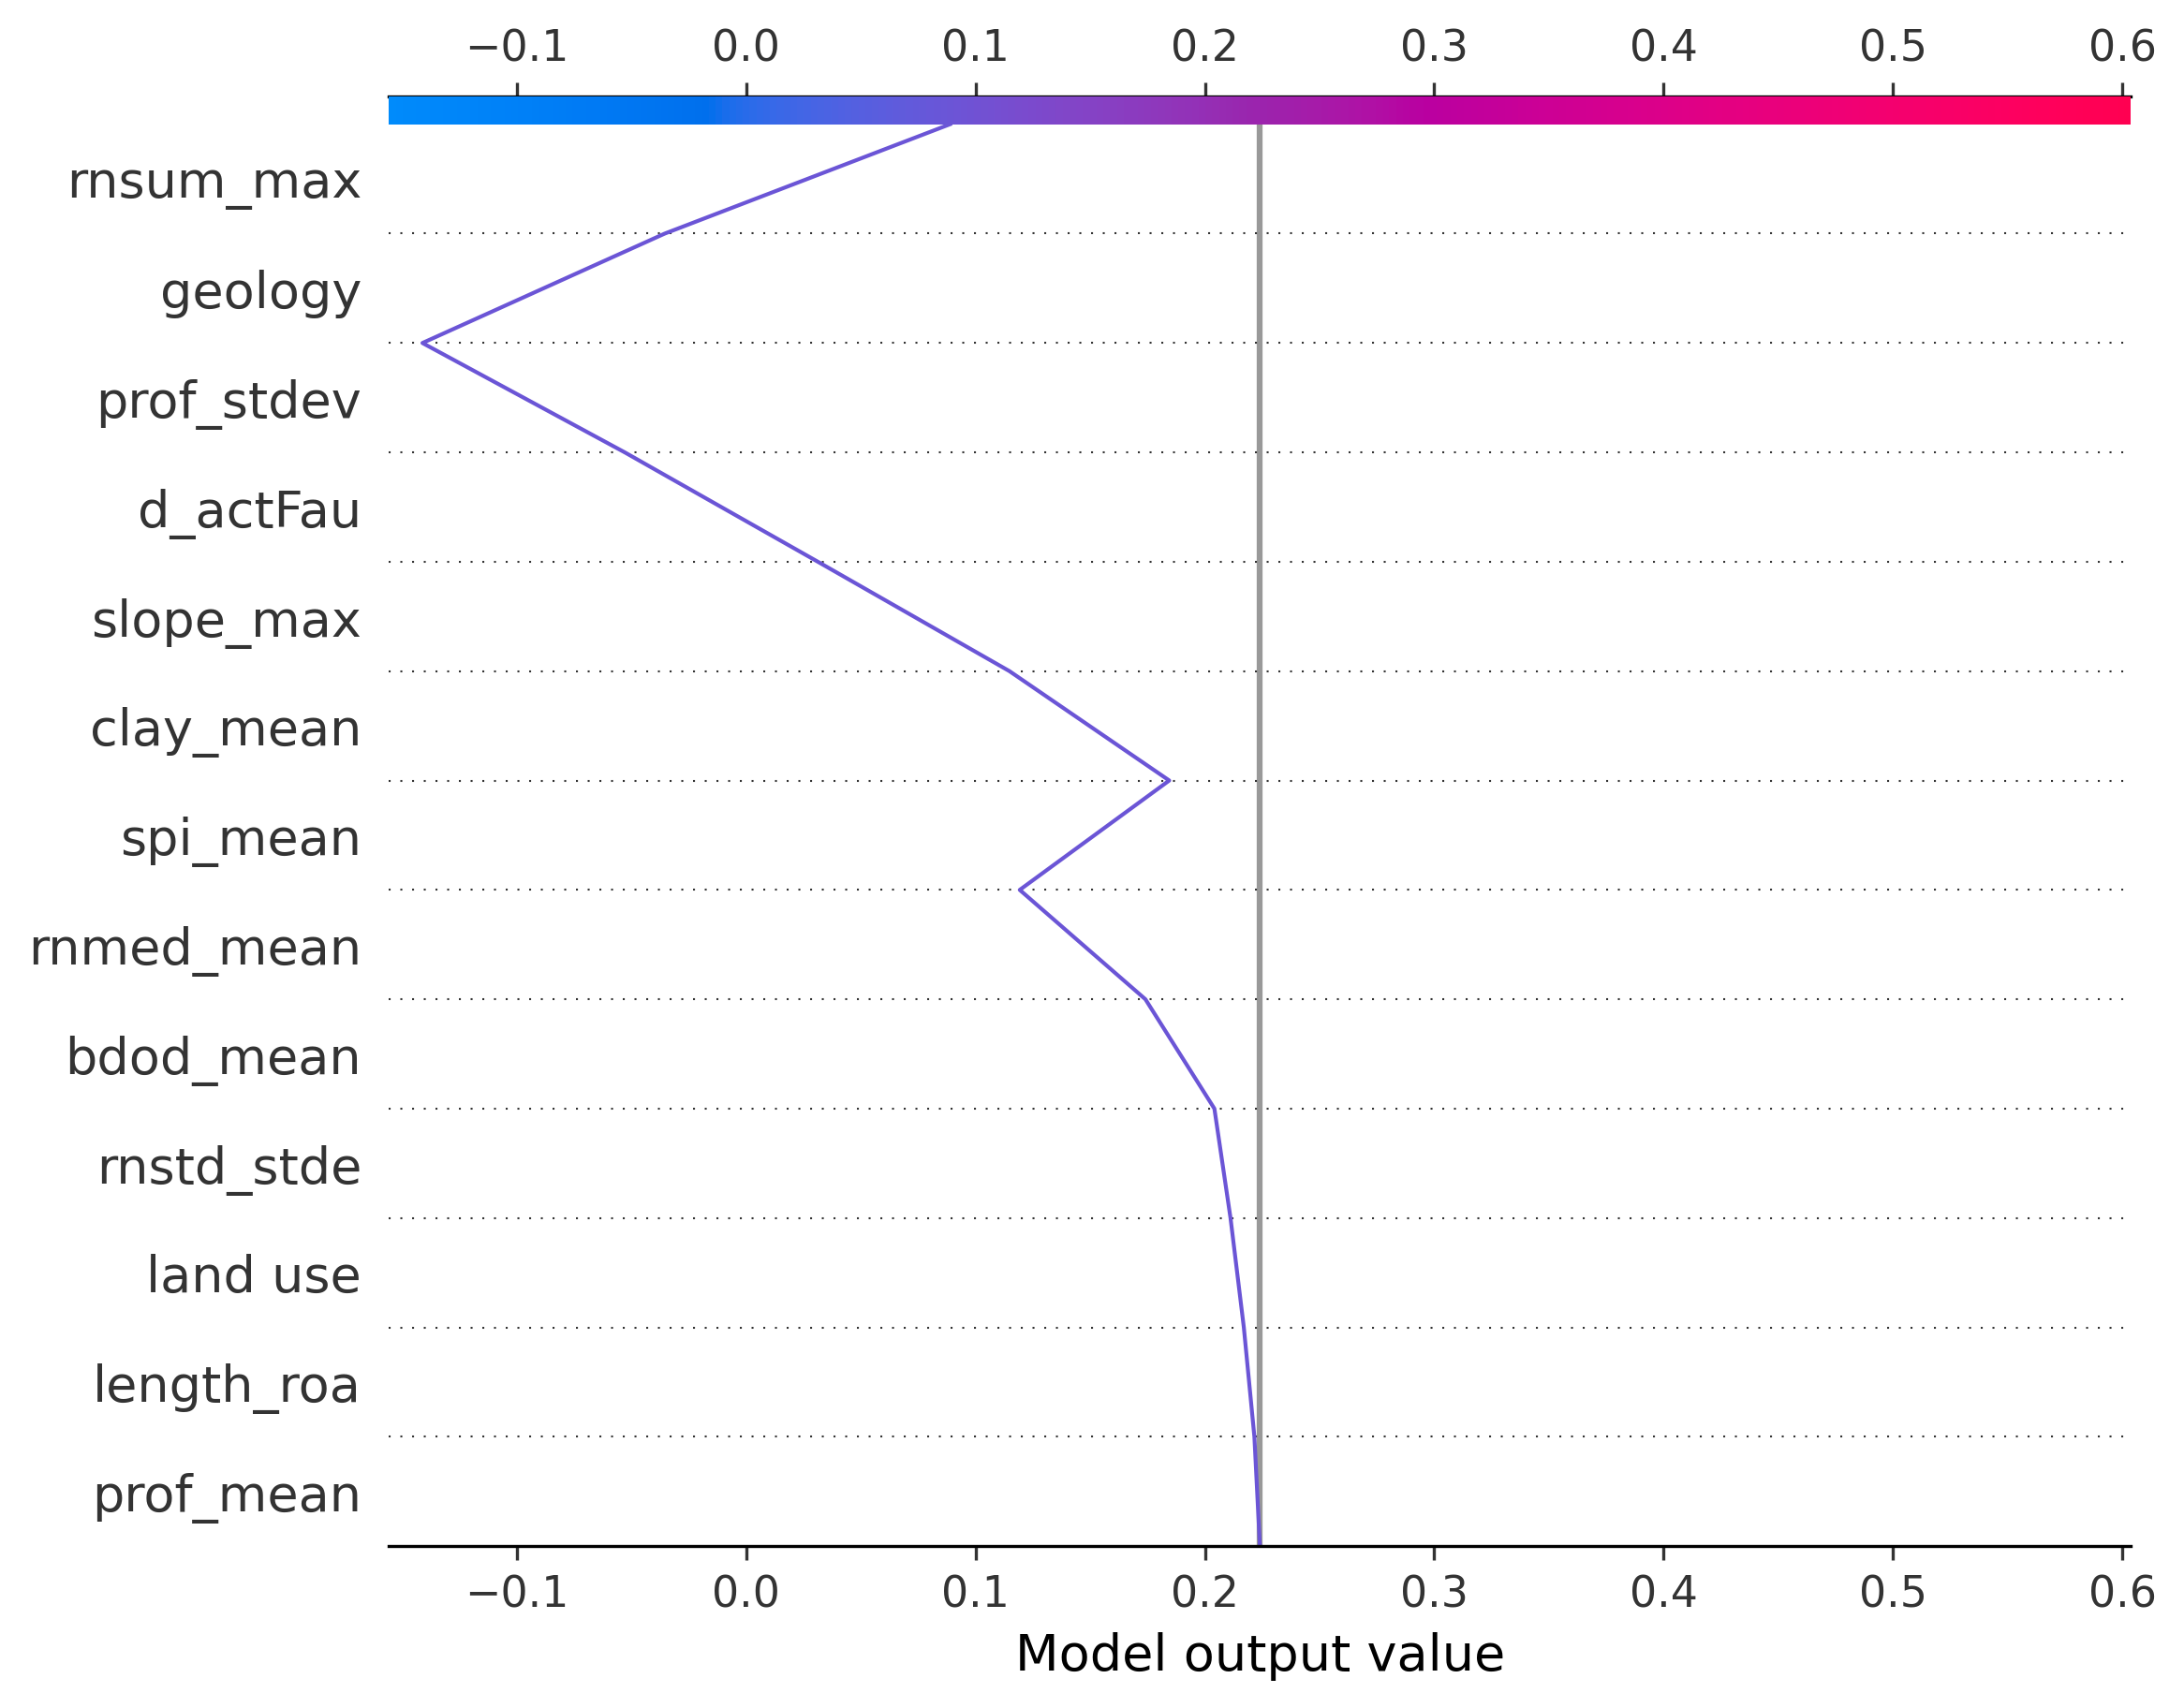 −0.1 0.0 0.1 0.2 0.3 0.4 0.5 0.6
rnsum_max
geology
prof_stdev
d_actFau
slope_max
clay_mean
spi_mean
rnmed_mean
bdod_mean
rnstd_stde
land use
length_roa
prof_mean
−0.1 0.0 0.1 0.2 0.3 0.4 0.5 0.6
Model output value